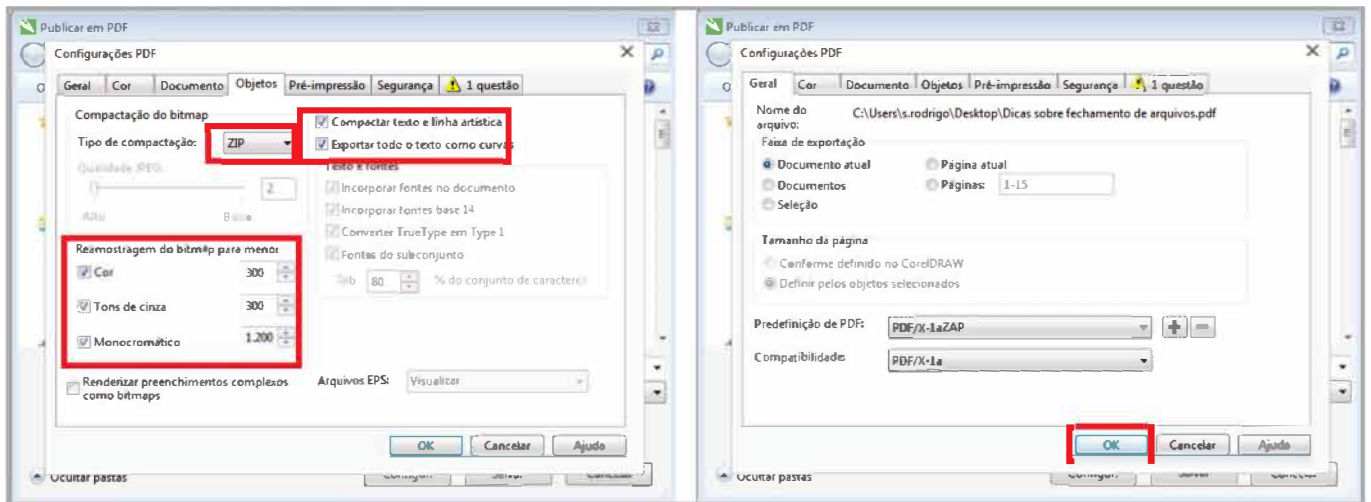 Publicar em PDF
Configurações PDF
Geral Cor Documento Objetos Pré-impressão Segurança 1 questão
Compactação do bitmap
Tipo de compactação: ZIP
Qualidade JPEG:
2
Alta Baixa
Reamostragem do bitmap para menor
Cor 300
Tons de cinza 300
Monocromático 1.200
Renderizar preenchimentos complexos
como bitmaps
Compactar texto e linha artística
Exportar todo o texto como curvas
Texto e fontes
Incorporar fontes no documento
Incorporar fontes base 14
Converter TrueType em Type 1
Fontes do subconjunto
Sob 80 % do conjunto de caracteres
Arquivos EPS: Visualizar
OK Cancelar Ajuda
Ocultar pastas
Publicar em PDF
Configurações PDF
Geral Cor Documento Objetos Pré-impressão Segurança 1 questão
Nome do
arquivo: C:\Users\s.rodrigo\Desktop\Dicas sobre fechamento de arquivos.pdf
Faixa de exportação
Documento atual Página atual
Documentos Páginas: 1-15
Seleção
Tamanho da página
Conforme definido no CorelDRAW
Definir pelos objetos selecionados
Predefinição de PDF: PDF/X-1aZAP
Compatibilidade: PDF/X-1a
OK Cancelar Ajuda
Ocultar pastas